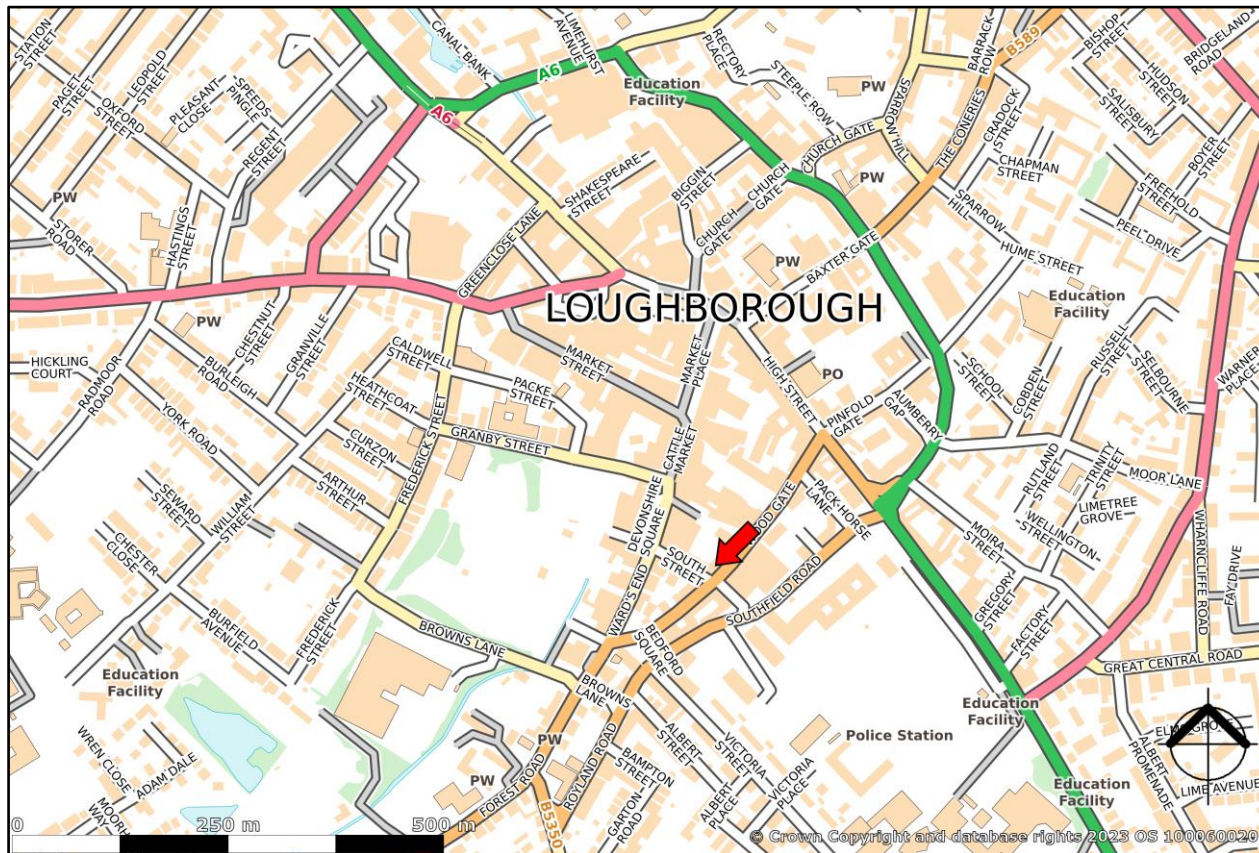 STATION
STREET
PAGET
STREET
OXFORD
STREET
LEOPOLD
STREET
PLEASANT
CLOSE
SPEEDS
PINGLE
REGENT
STREET
CANAL
BANK
LIMEHURST
AVENUE
A6
A6
Education
Facility
RECTORY
PLACE
STEEPLE ROW
PW
SPARROW HILL
BARRACK
ROW
B589
BISHOP
STREET
BRIDGELAND
ROAD
HUDSON
STREET
SALISBURY
STREET
BOYER
STREET
CRADOCK
STREET
THE CONERIES
CHURCH GATE
CHAPMAN
STREET
FREEHOLD
STREET
PEEL DRIVE
PW
STORER
ROAD
HASTINGS
STREET
SHAKESPEARE
STREET
BIGGIN
STREET
CHURCH
GATE
CHURCH
GATE
PW
SPARROW
HILL
HUME STREET
GREENCLOSE LANE
BAXTER GATE
PW
LOUGHBOROUGH
Education
Facility
PW
CHESTNUT
STREET
GRANVILLE
STREET
BURLEIGH
ROAD
HICKLING
COURT
RADMOOR
ROAD
YORK ROAD
CALDWELL
STREET
HEATHCOAT
STREET
PACKE
STREET
MARKET
STREET
MARKET
PLACE
HIGH STREET
PO
PINFOLD
GATE
AUMBERRY
GAP
SCHOOL
STREET
COBDEN
STREET
RUSSELL
STREET
SELBOURNE
STREET
WARNER
PLACE
CURZON
STREET
GRANBY STREET
FREDERICK STREET
CATTLE
MARKET
ARTHUR
STREET
WILLIAM
STREET
SEWARD
STREET
CHESTER
CLOSE
RUTLAND
STREET
TRINITY
STREET
MOOR LANE
LIMETREE
GROVE
WELLINGTON
STREET
MOIRA
STREET
PACK HORSE
LANE
WOOD GATE
DEVONSHIRE
SQUARE
SOUTH
STREET
WARD'S END
SOUTHFIELD ROAD
GREGORY
STREET
FACTORY
STREET
WHARNCLIFFE ROAD
FAY DRIVE
GREAT CENTRAL ROAD
BURFIELD
AVENUE
FREDERICK
STREET
BROWNS LANE
BEDFORD
SQUARE
BROWNS
LANE
Education
Facility
Education
Facility
WREN CLOSE
ADAM DALE
PW
PW
FOREST ROAD
ROYLAND ROAD
B5350
BAMPTON
STREET
ALBERT
STREET
VICTORIA
STREET
ALBERT
PLACE
VICTORIA
PLACE
GARTON
ROAD
Police Station
ALBERT
PROMENADE
LIME AVENUE
Education
Facility
0 250 m 500 m
© Crown Copyright and database rights 2023 OS 100060020